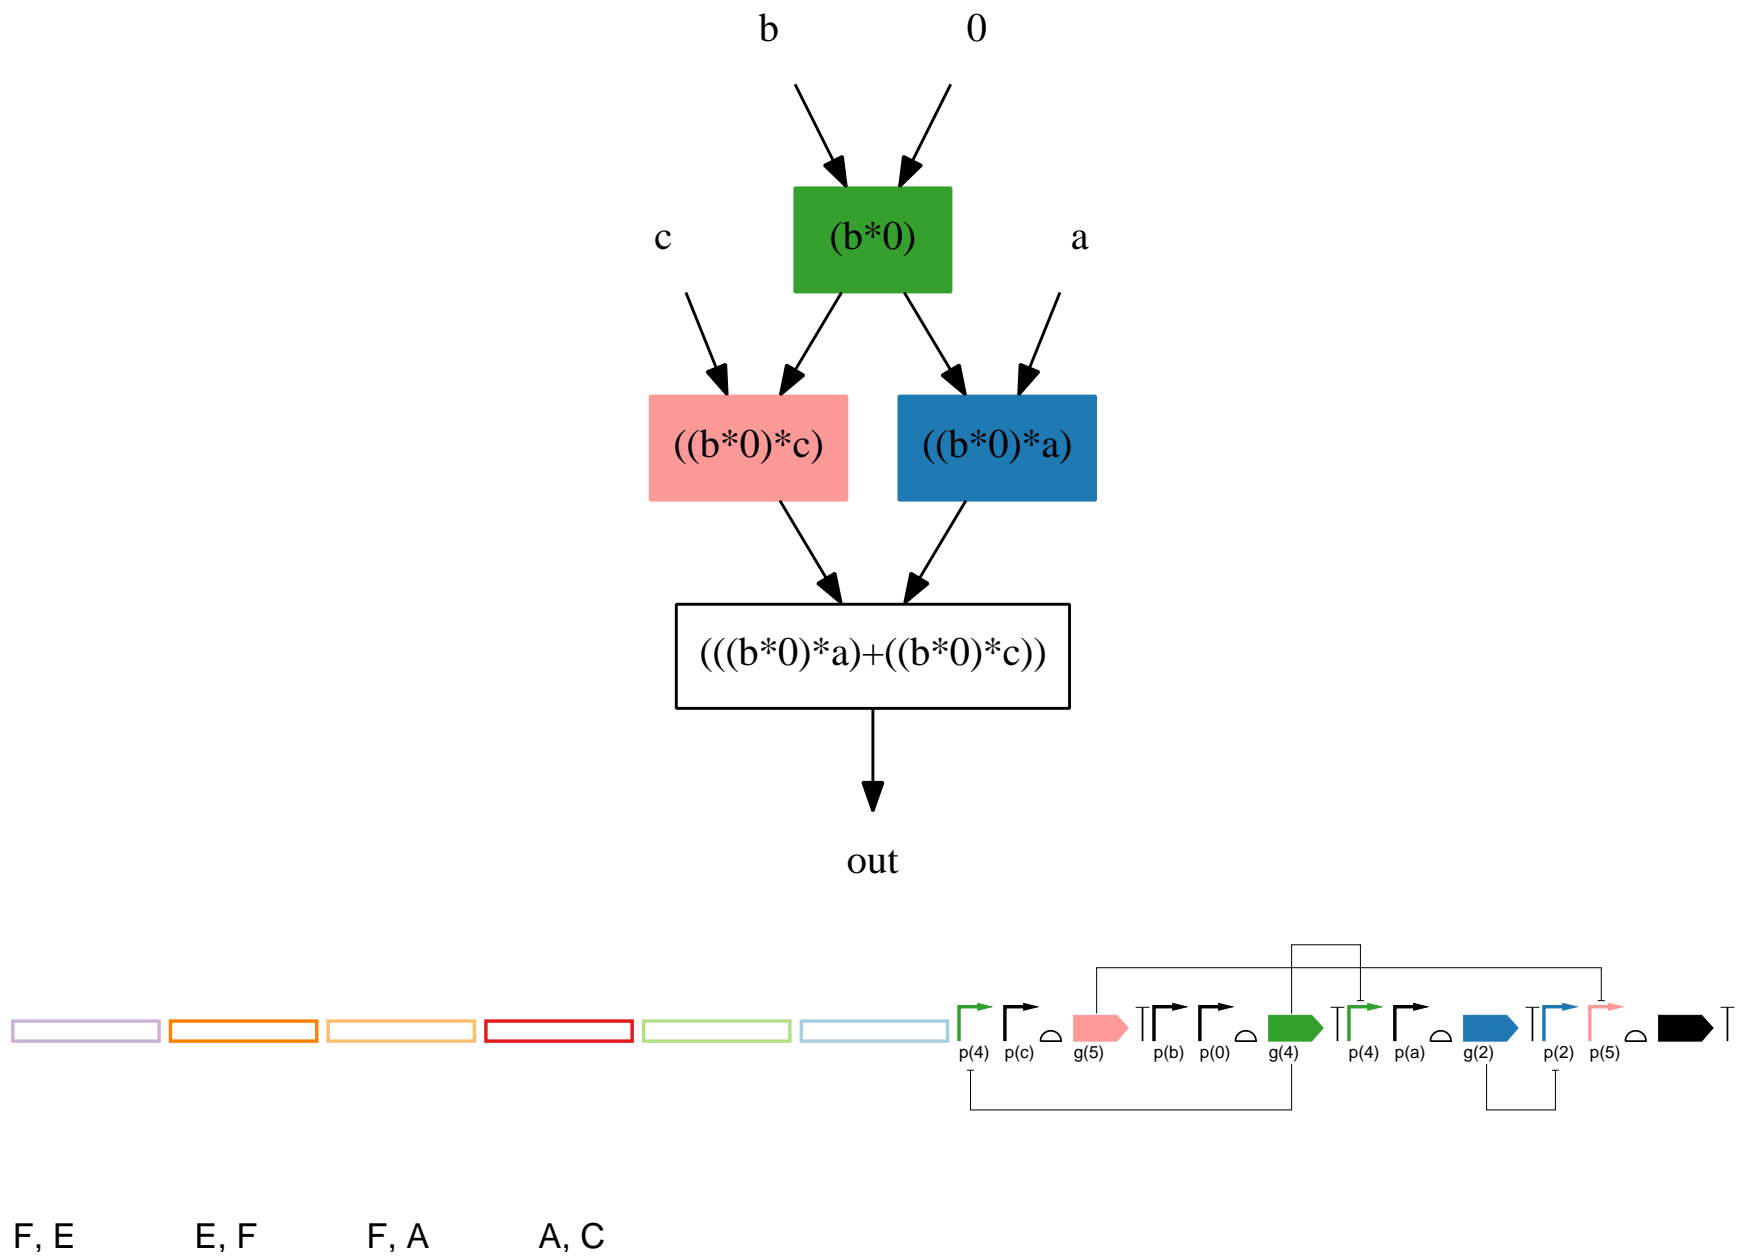 b 0
(b*0)
c a
((b*0)*c) ((b*0)*a)
(((b*0)*a)+((b*0)*c))
out
p(4) p(c) g(5) p(b) p(0) g(4) p(4) p(a) g(2) p(2) p(5)
F, E E, F F, A A, C